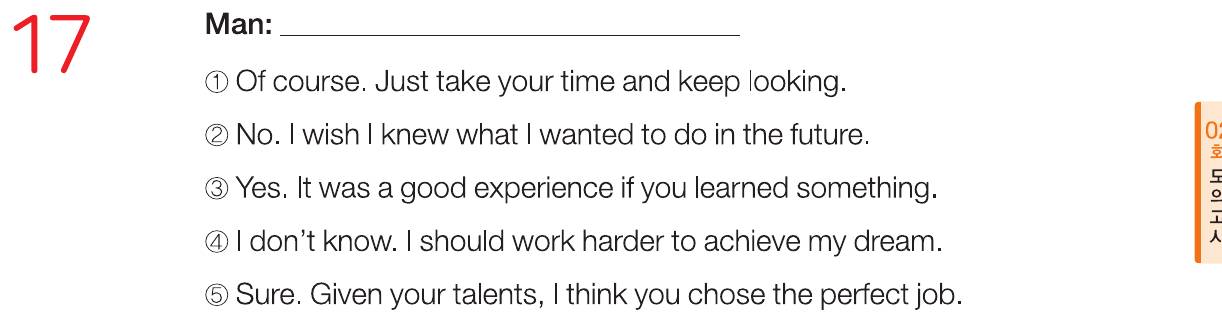 17
Man:
① Of course. Just take your time and keep looking.
② No. I wish I knew what I wanted to do in the future.
③ Yes. It was a good experience if you learned something.
④ I don't know. I should work harder to achieve my dream.
⑤ Sure. Given your talents, I think you chose the perfect job.